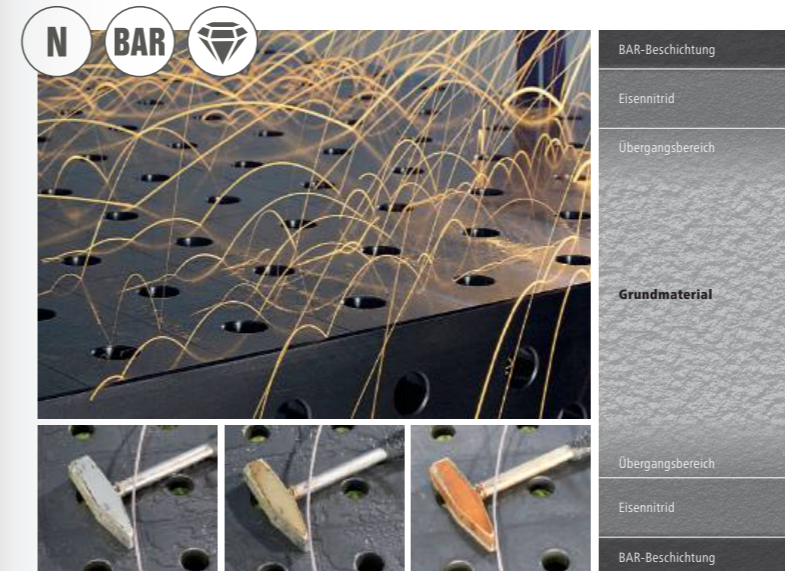 N
BAR
BAR-Beschichtung
Eisennitrid
Übergangsbereich
Grundmaterial
Übergangsbereich
Eisennitrid
BAR-Beschichtung